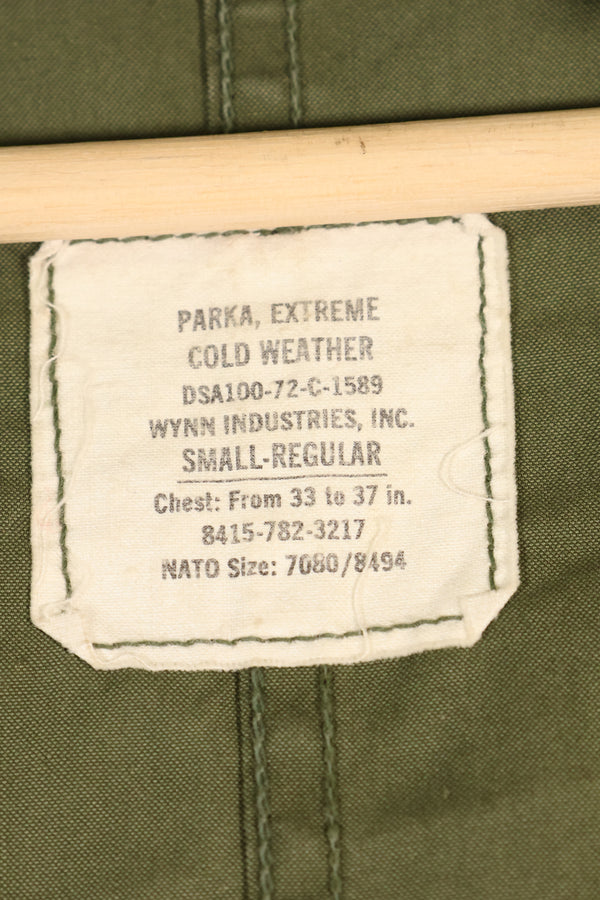 PARKA, EXTREME
COLD WEATHER
DSA100-72-C-1589
WYNN INDUSTRIES, INC.
SMALL-REGULAR
Chest: From 33 to 37 in.
8415-782-3217
NATO Size: 7080/8494